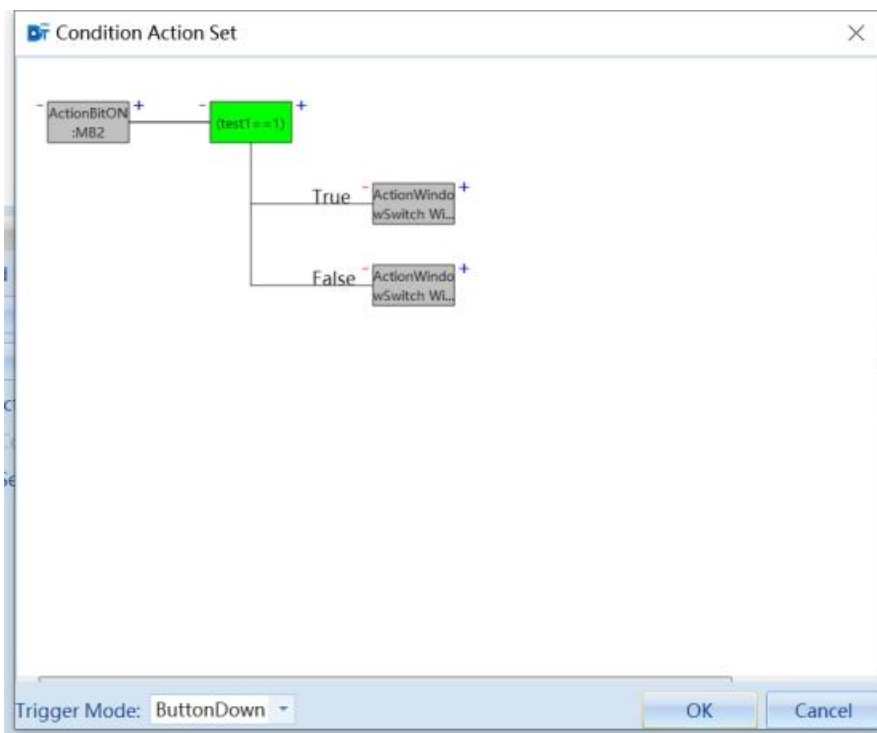 Condition Action Set
- ActionBitON + - (test1==1) +
:MB2
True - ActionWindo +
wSwitch Wi...
False - ActionWindo +
wSwitch Wi...
Trigger Mode: ButtonDown OK Cancel